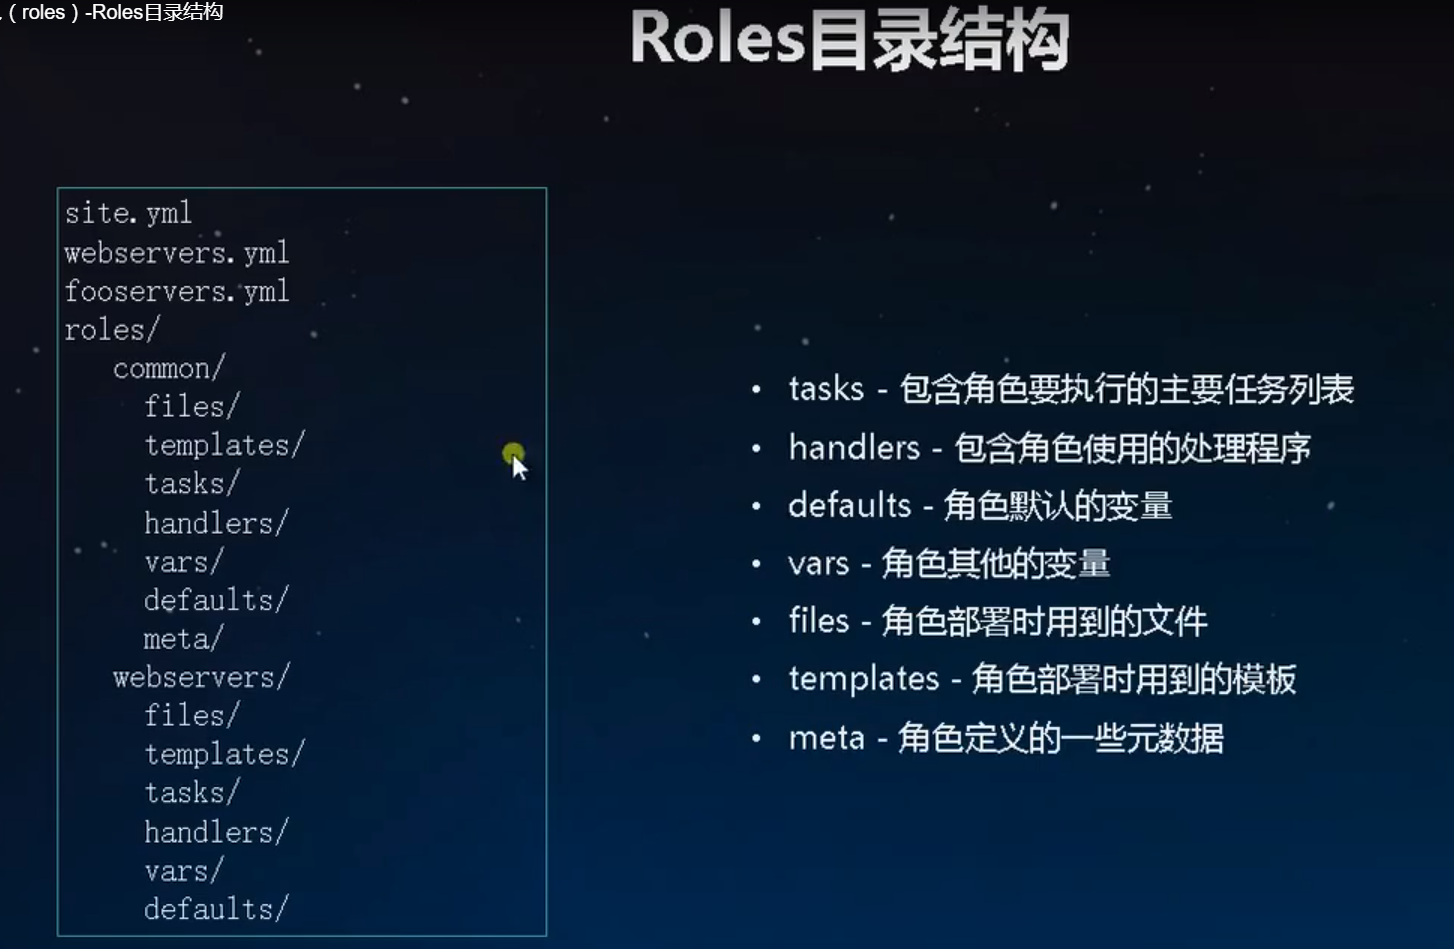 （roles）-Roles目录结构
Roles目录结构
site.yml
webservers.yml
fooservers.yml
roles/
common/
files/
templates/
tasks/
handlers/
vars/
defaults/
meta/
webservers/
files/
templates/
tasks/
handlers/
vars/
defaults/
• tasks - 包含角色要执行的主要任务列表
• handlers - 包含角色使用的处理程序
• defaults - 角色默认的变量
• vars - 角色其他的变量
• files - 角色部署时用到的文件
• templates - 角色部署时用到的模板
• meta - 角色定义的一些元数据